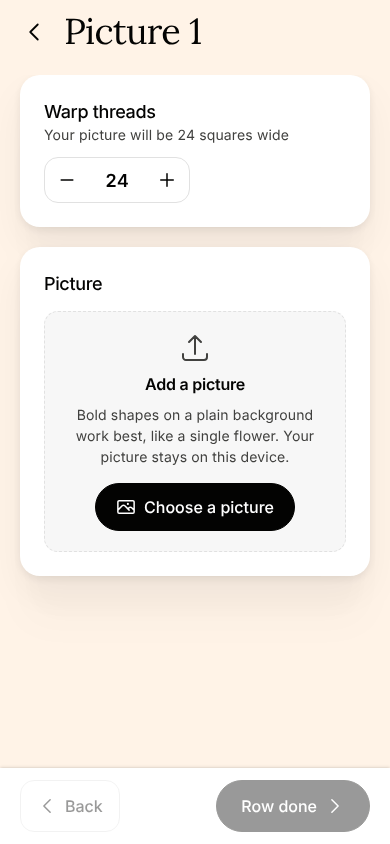 Picture 1
Warp threads
Your picture will be 24 squares wide
24
Picture
Add a picture
Bold shapes on a plain background
work best, like a single flower. Your
picture stays on this device.
Choose a picture
Back
Row done